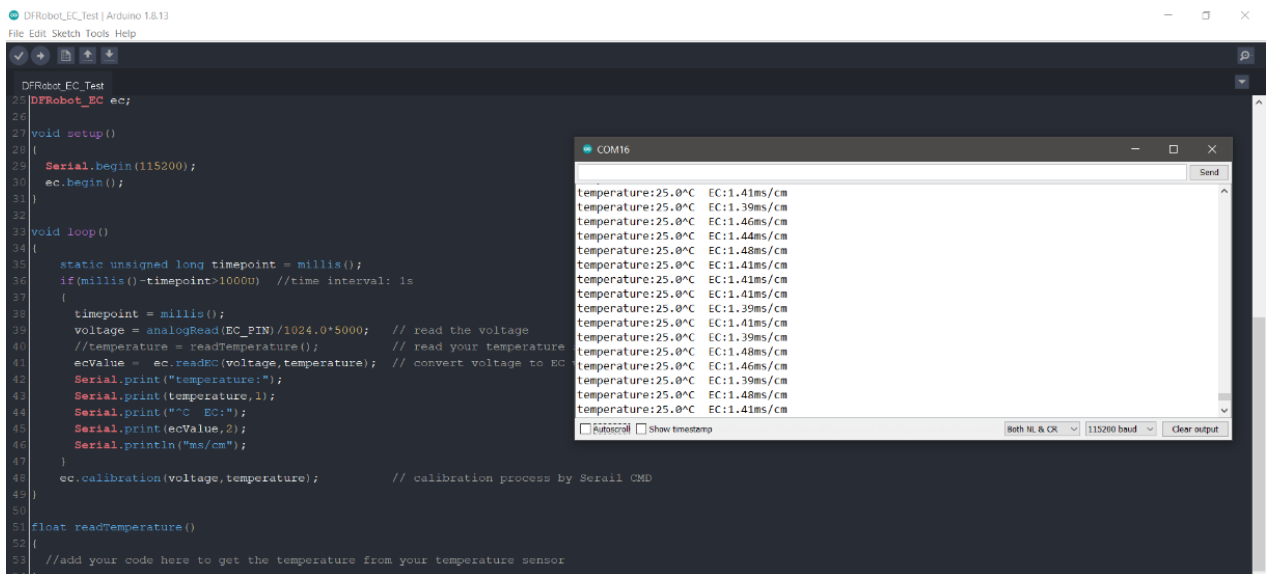 DFRobot_EC_Test | Arduino 1.8.13
File Edit Sketch Tools Help
DFRobot_EC_Test
25 DFRobot_EC ec;
26
27 void setup()
28 {
29 Serial.begin(115200);
30 ec.begin();
31 }
32
33 void loop()
34 {
35 static unsigned long timepoint = millis();
36 if(millis()-timepoint>1000U) //time interval: 1s
37 {
38 timepoint = millis();
39 voltage = analogRead(EC_PIN)/1024.0*5000; // read the voltage
40 //temperature = readTemperature(); // read your temperature
41 ecValue = ec.readEC(voltage,temperature); // convert voltage to EC
42 Serial.print("temperature:");
43 Serial.print(temperature,1);
44 Serial.print("^C EC:");
45 Serial.print(ecValue,2);
46 Serial.println("ms/cm");
47 }
48 ec.calibration(voltage,temperature); // calibration process by Serail CMD
49 }
50
51 float readTemperature()
52 {
53 //add your code here to get the temperature from your temperature sensor
COM16
Send
temperature:25.0^C EC:1.41ms/cm
temperature:25.0^C EC:1.39ms/cm
temperature:25.0^C EC:1.46ms/cm
temperature:25.0^C EC:1.44ms/cm
temperature:25.0^C EC:1.48ms/cm
temperature:25.0^C EC:1.41ms/cm
temperature:25.0^C EC:1.41ms/cm
temperature:25.0^C EC:1.41ms/cm
temperature:25.0^C EC:1.39ms/cm
temperature:25.0^C EC:1.41ms/cm
temperature:25.0^C EC:1.39ms/cm
temperature:25.0^C EC:1.48ms/cm
temperature:25.0^C EC:1.46ms/cm
temperature:25.0^C EC:1.39ms/cm
temperature:25.0^C EC:1.48ms/cm
temperature:25.0^C EC:1.41ms/cm
Autoscroll Show timestamp Both NL & CR 115200 baud Clear output